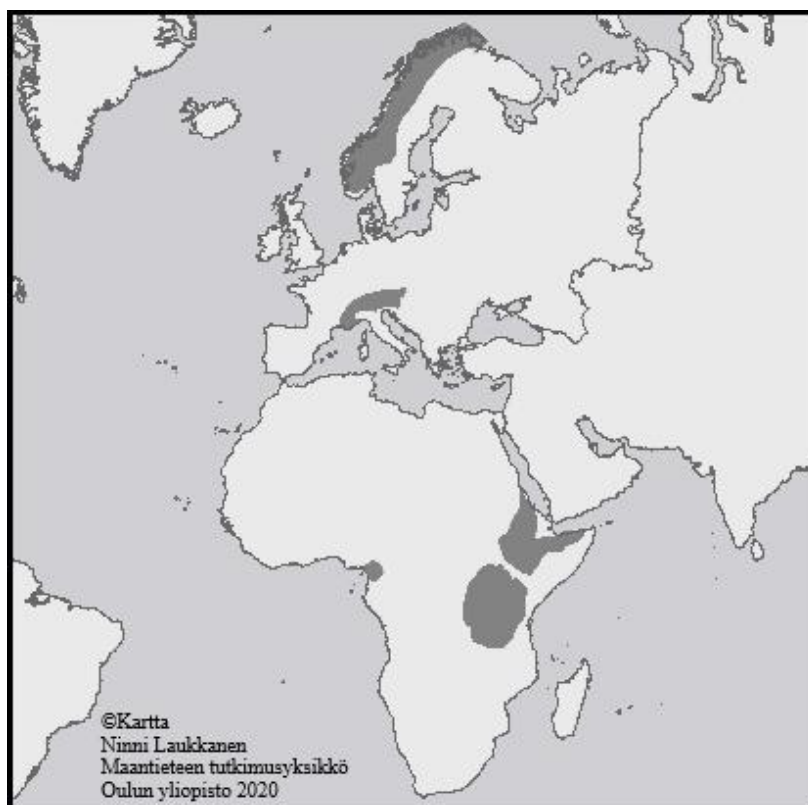 ©Kartta
Ninni Laukkanen
Maantieteen tutkimusyksikkö
Oulun yliopisto 2020